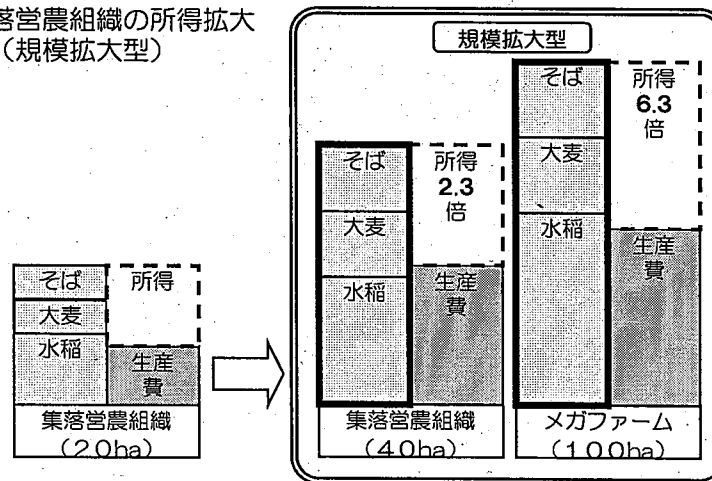 落営農組織の所得拡大
(規模拡大型)
規模拡大型
そば
大麦
水稲
所得
生産
費
集落営農組織
(20ha)
そば
大麦
水稲
所得
2.3
倍
生産
費
集落営農組織
(40ha)
そば
大麦
水稲
所得
6.3
倍
生産
費
メガファーム
(100ha)